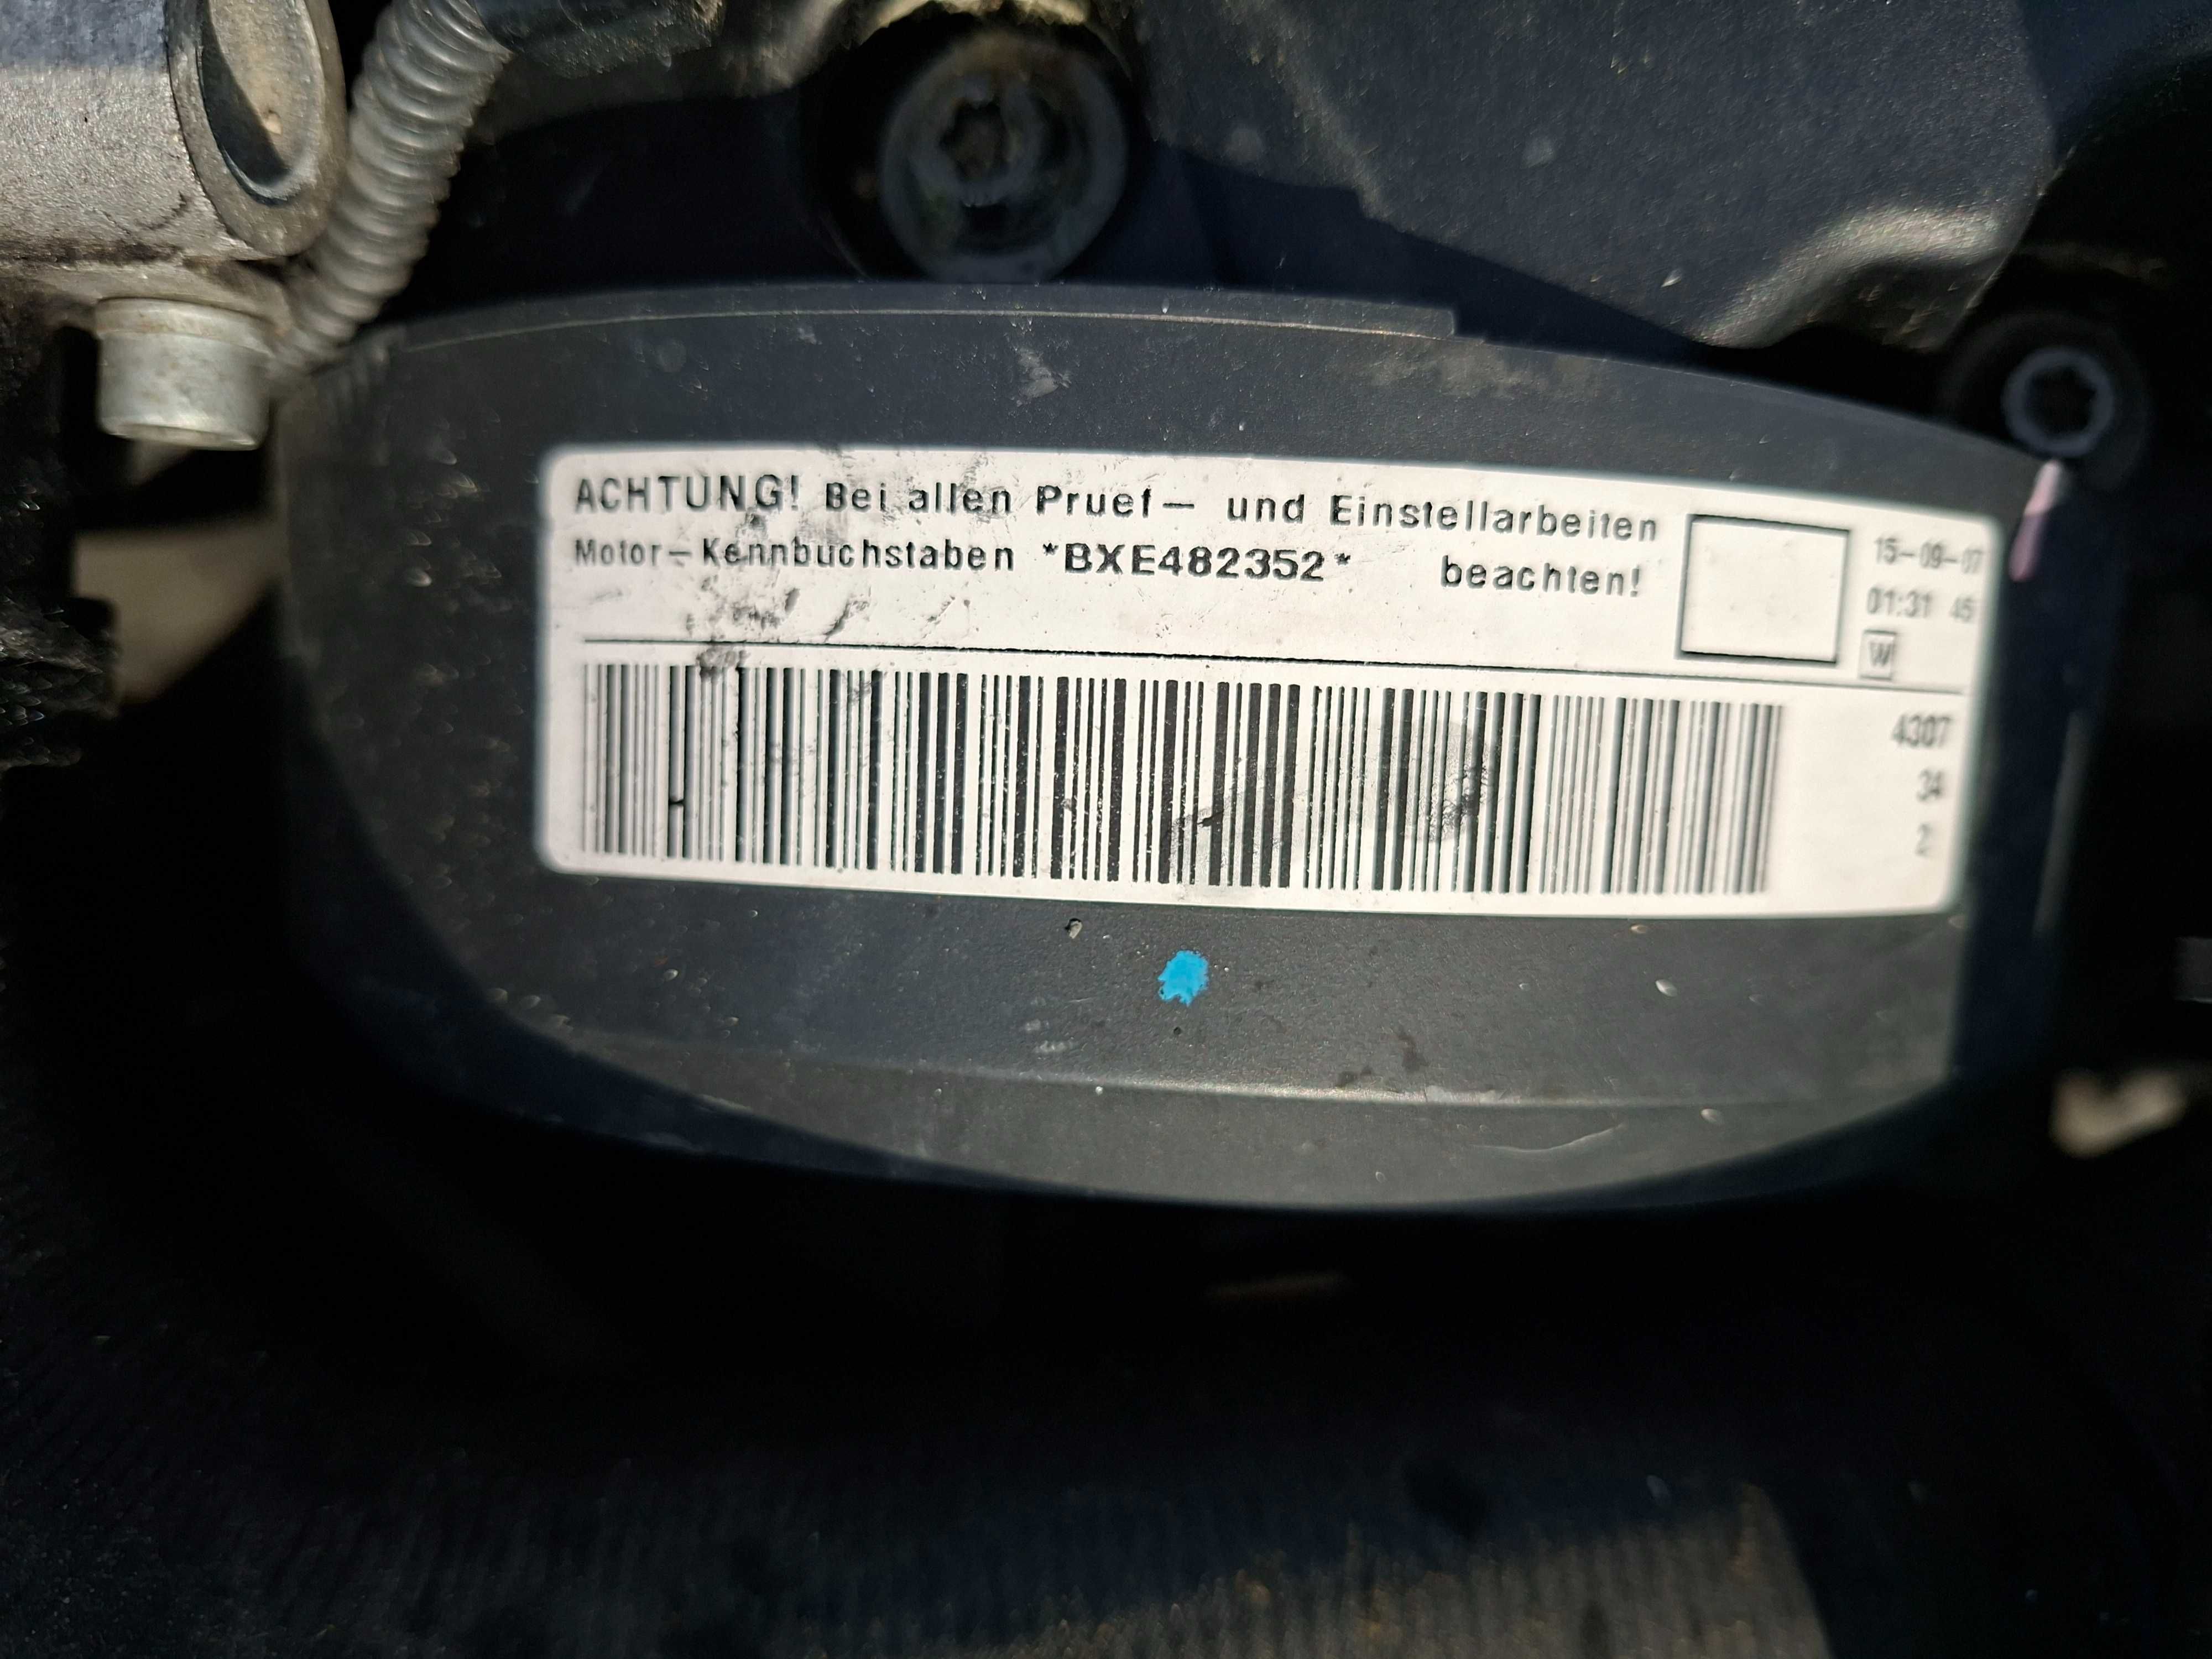 ACHTUNG! Bei allen Pruef- und Einstellarbeiten
Motor-Kennbuchstaben *BXE482352* beachten!
15-09-07
01:31 45
W
4307
34
2